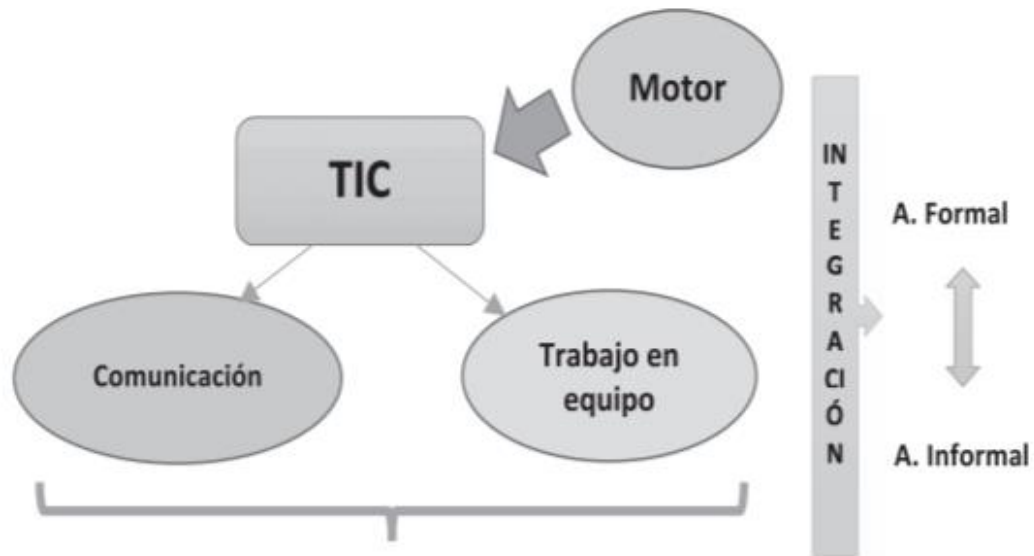 Motor
TIC
Comunicación
Trabajo en
equipo
IN
T
E
G
R
A
CI
Ó
N
A. Formal
A. Informal